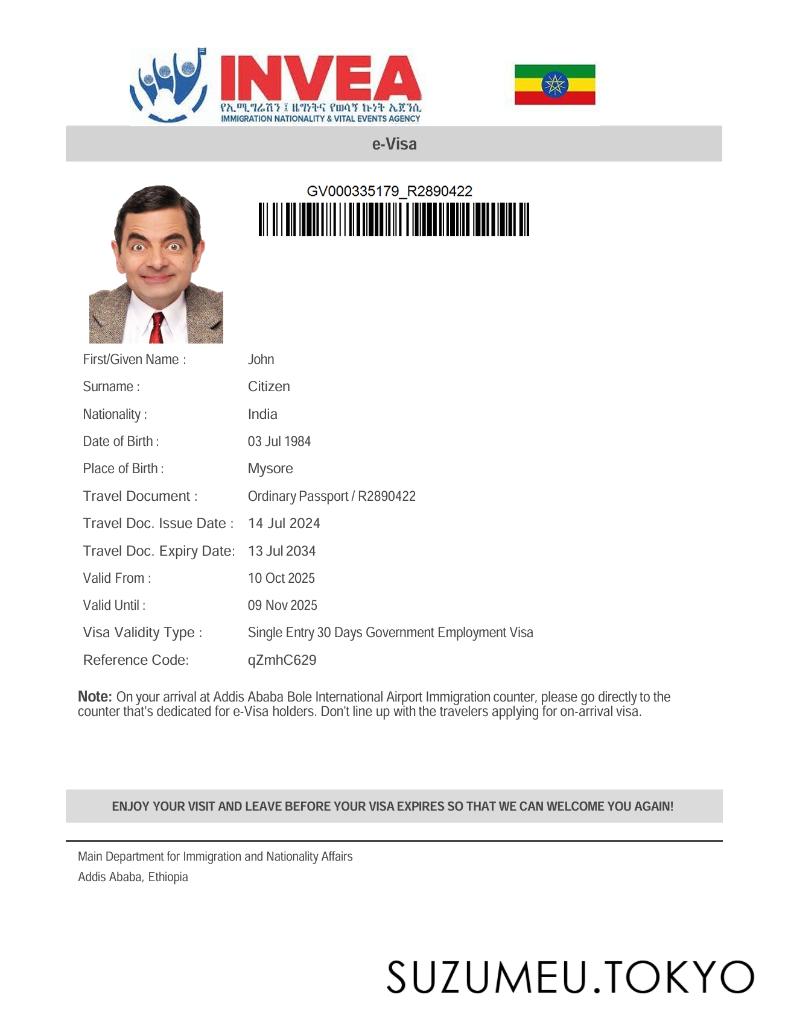 INVEA
የኢሚግሬሽን ፤ ዜግነትና የወሳኝ ኩነት ኤጀንሲ
IMMIGRATION NATIONALITY & VITAL EVENTS AGENCY
e-Visa
GV000335179_R2890422
First/Given Name : John
Surname : Citizen
Nationality : India
Date of Birth : 03 Jul 1984
Place of Birth : Mysore
Travel Document : Ordinary Passport / R2890422
Travel Doc. Issue Date : 14 Jul 2024
Travel Doc. Expiry Date: 13 Jul 2034
Valid From : 10 Oct 2025
Valid Until : 09 Nov 2025
Visa Validity Type : Single Entry 30 Days Government Employment Visa
Reference Code: qZmhC629
Note: On your arrival at Addis Ababa Bole International Airport Immigration counter, please go directly to the
counter that's dedicated for e-Visa holders. Don't line up with the travelers applying for on-arrival visa.
ENJOY YOUR VISIT AND LEAVE BEFORE YOUR VISA EXPIRES SO THAT WE CAN WELCOME YOU AGAIN!
Main Department for Immigration and Nationality Affairs
Addis Ababa, Ethiopia
SUZUMEU.TOKYO